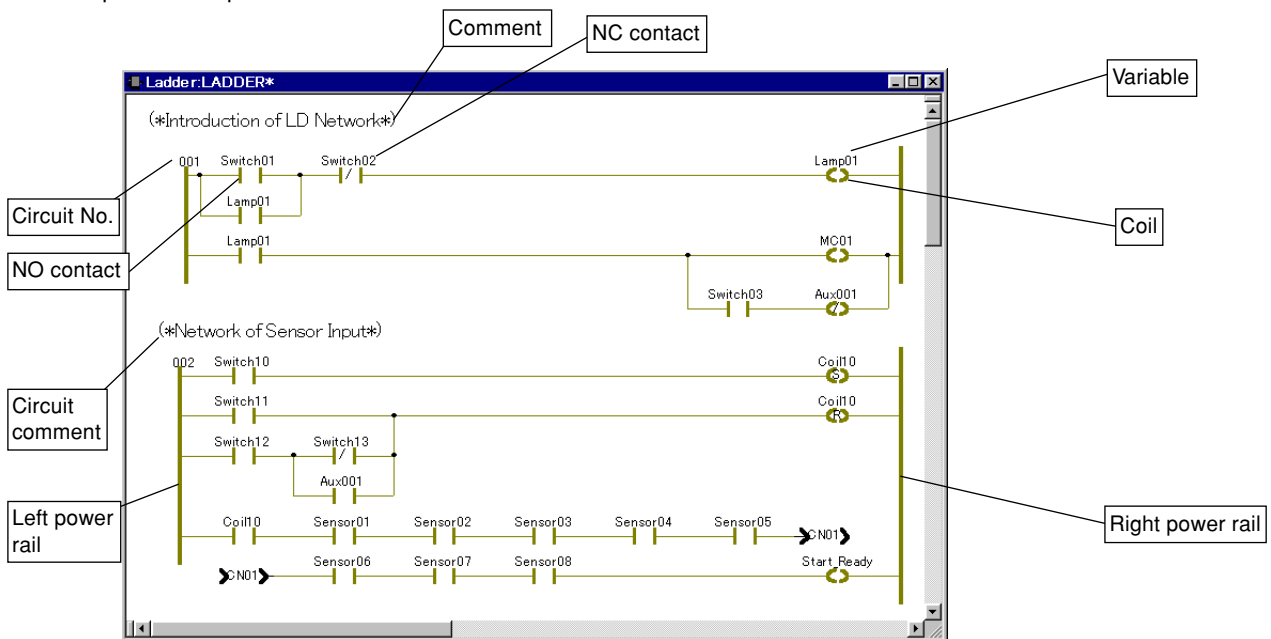 Comment
NC contact
Variable
Ladder:LADDER*
(*Introduction of LD Network*)
001 Switch01 Switch02 Lamp01
Lamp01
Circuit No.
Coil
Lamp01 MC01
NO contact
Switch03 Aux001
(*Network of Sensor Input*)
002 Switch10 Coil10
S
Circuit comment
Switch11 Coil10
R
Switch12 Switch13
Aux001
Left power rail
Right power rail
Coil10 Sensor01 Sensor02 Sensor03 Sensor04 Sensor05 CN01
CN01 Sensor06 Sensor07 Sensor08 Start_Ready